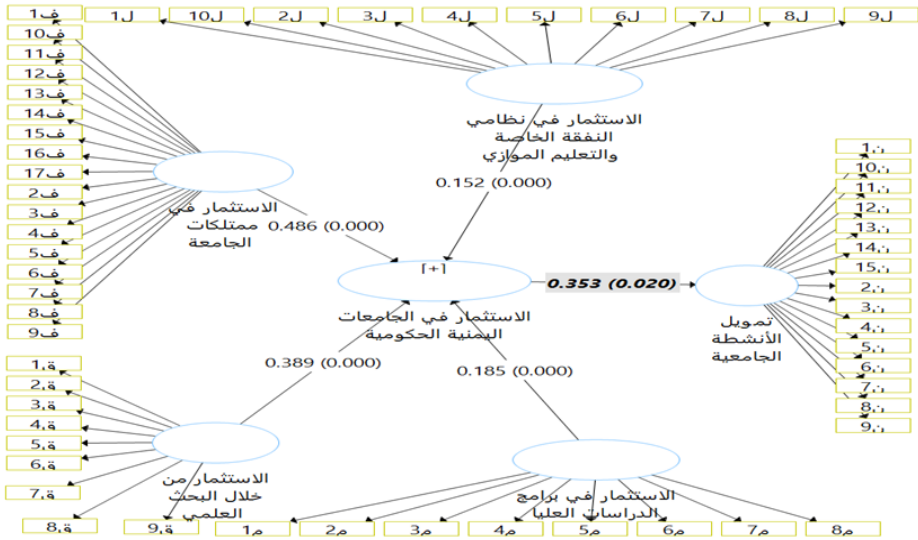 ف1
ف10
ف11
ف12
ف13
ف14
ف15
ف16
ف17
ف2
ف3
ف4
ف5
ف6
ف7
ف8
ف9
ل1
ل10
ل2
ل3
ل4
ل5
ل6
ل7
ل8
ل9
الاستثمار في نظامي
النفقة الخاصة
والتعليم الموازي
0.152 (0.000)
الاستثمار في
ممتلكات
الجامعة
0.486 (0.000)
[+]
الاستثمار في الجامعات
اليمنية الحكومية
0.353 (0.020)
تمويل
الأنشطة
الجامعية
ن1
ن10
ن11
ن12
ن13
ن14
ن15
ن2
ن3
ن4
ن5
ن6
ن7
ن8
ن9
0.389 (0.000)
0.185 (0.000)
ق1
ق2
ق3
ق4
ق5
ق6
ق7
ق8
ق9
الاستثمار من
خلال البحث
العلمي
الاستثمار في برامج
الدراسات العليا
م1
م2
م3
م4
م5
م6
م7
م8